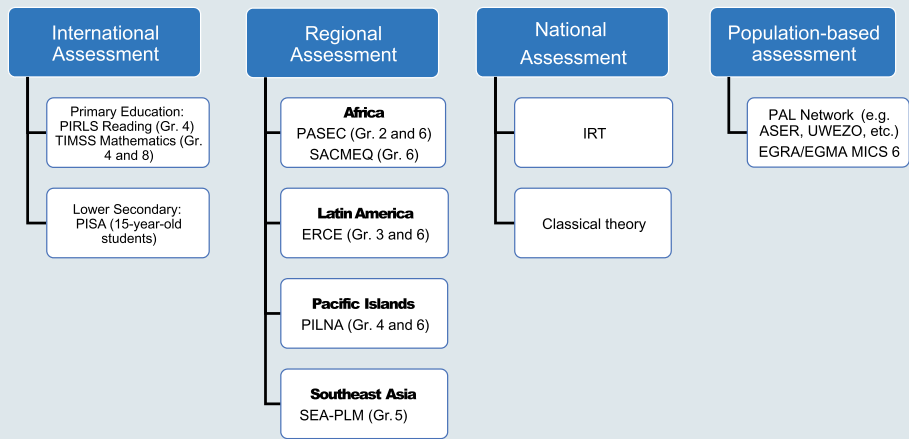 International
Assessment
Primary Education:
PIRLS Reading (Gr. 4)
TIMSS Mathematics (Gr.
4 and 8)
Lower Secondary:
PISA (15-year-old
students)
Regional
Assessment
Africa
PASEC (Gr. 2 and 6)
SACMEQ (Gr. 6)
Latin America
ERCE (Gr. 3 and 6)
Pacific Islands
PILNA (Gr. 4 and 6)
Southeast Asia
SEA-PLM (Gr. 5)
National
Assessment
IRT
Classical theory
Population-based
assessment
PAL Network (e.g.
ASER, UWEZO, etc.)
EGRA/EGMA MICS 6